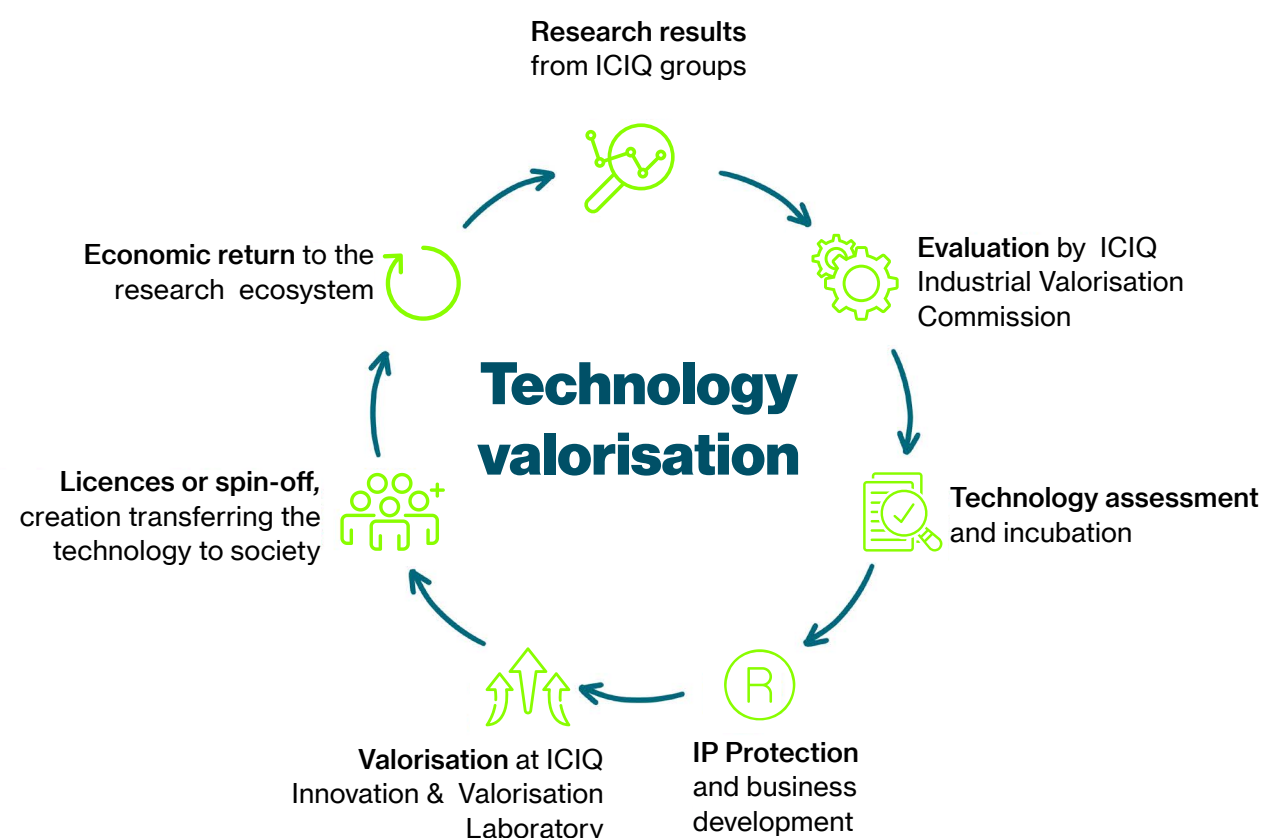 Research results
from ICIQ groups
Evaluation by ICIQ
Industrial Valorisation
Commission
Technology assessment
and incubation
IP Protection
and business
development
Valorisation at ICIQ
Innovation & Valorisation
Laboratory
Licences or spin-off,
creation transferring the
technology to society
Economic return to the
research ecosystem
Technology
valorisation
R